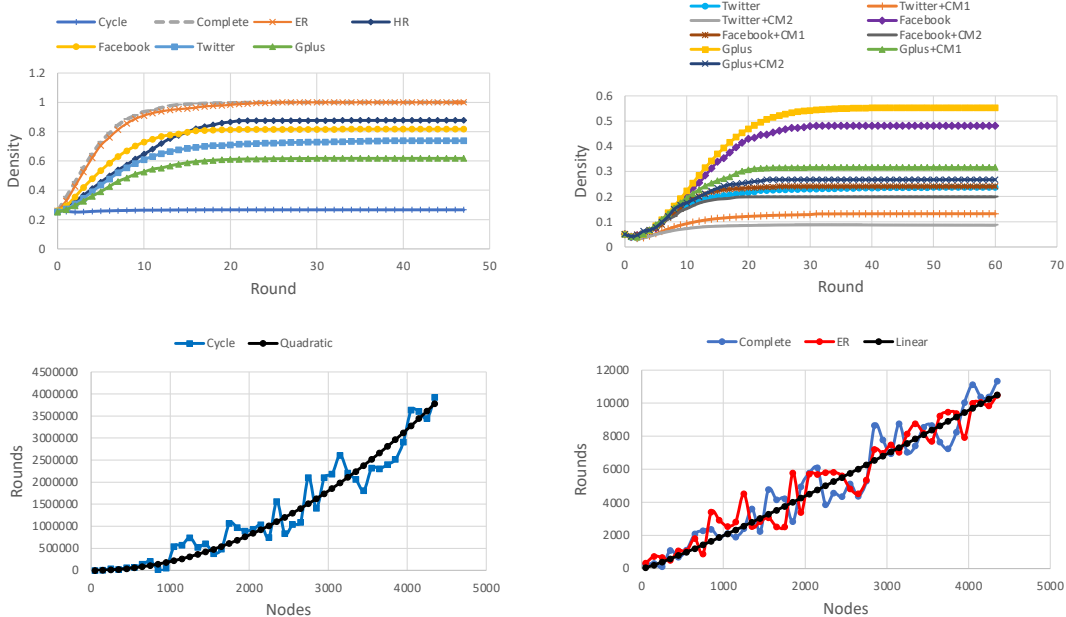 Cycle Complete ER HR
Facebook Twitter Gplus
1.2
1
0.8
0.6
0.4
0.2
0
0 10 20 30 40 50
Density
Round
Twitter Twitter+CM1
Twitter+CM2 Facebook
Facebook+CM1 Facebook+CM2
Gplus Gplus+CM1
Gplus+CM2
0.6
0.5
0.4
0.3
0.2
0.1
0
0 10 20 30 40 50 60 70
Density
Round
Cycle Quadratic
4500000
4000000
3500000
3000000
2500000
2000000
1500000
1000000
500000
0
0 1000 2000 3000 4000 5000
Rounds
Nodes
Complete ER Linear
12000
10000
8000
6000
4000
2000
0
0 1000 2000 3000 4000 5000
Rounds
Nodes